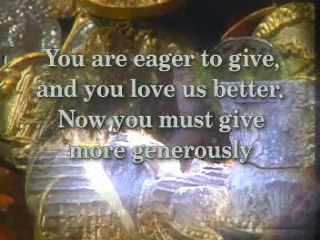 You are eager to give,
and you love us better.
Now you must give
more generously